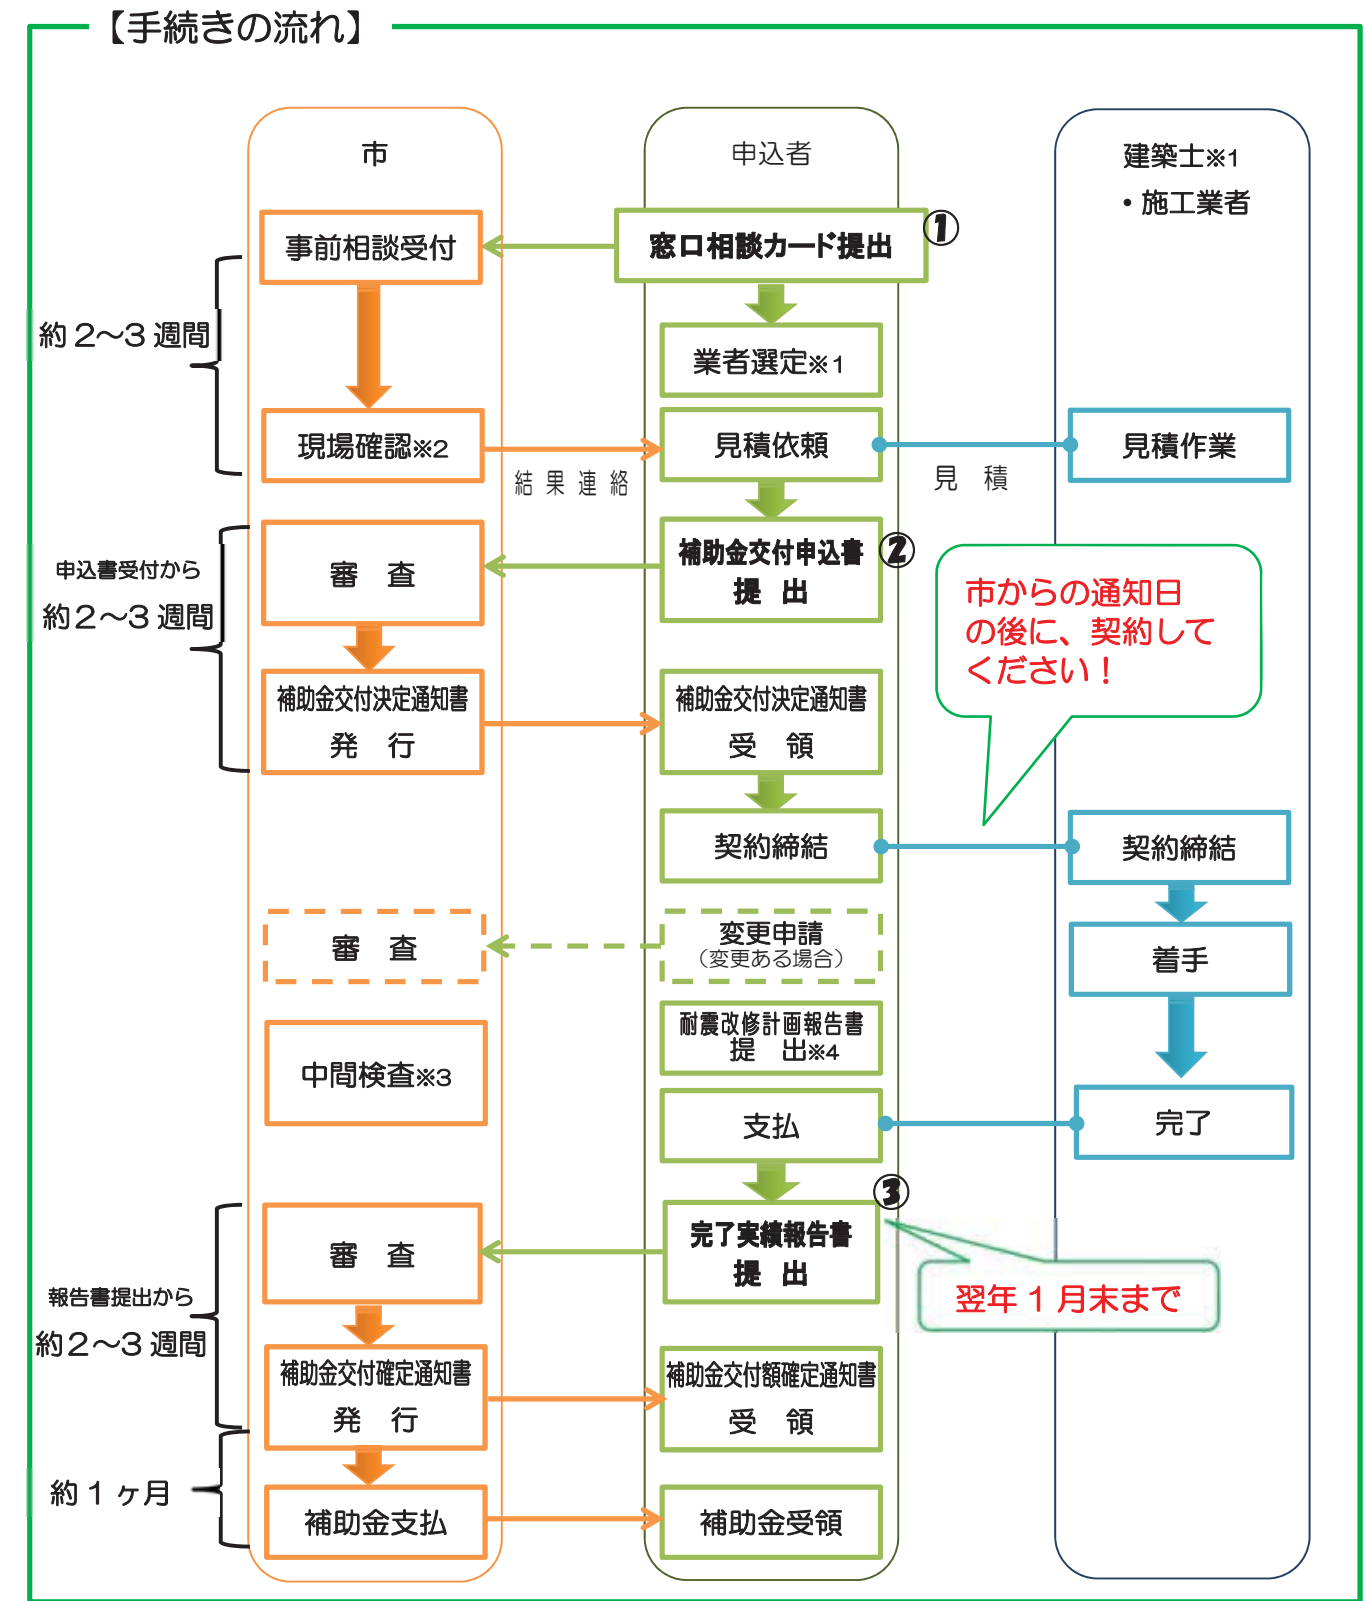 【手続きの流れ】
市
申込者
建築士※1
・施工業者
事前相談受付
窓口相談カード提出
①
約2～3週間
業者選定※1
現場確認※2
結果連絡
見積依頼
見積
見積作業
申込書受付から
約2～3週間
審　査
補助金交付申込書
提　出
②
市からの通知日
の後に、契約して
ください！
補助金交付決定通知書
発　行
補助金交付決定通知書
受　領
契約締結
契約締結
審　査
変更申請
（変更ある場合）
着手
耐震改修計画報告書
提　出※4
中間検査※3
支払
完了
報告書提出から
約2～3週間
審　査
完了実績報告書
提　出
③
翌年1月末まで
補助金交付確定通知書
発　行
補助金交付額確定通知書
受　領
約1ヶ月
補助金支払
補助金受領